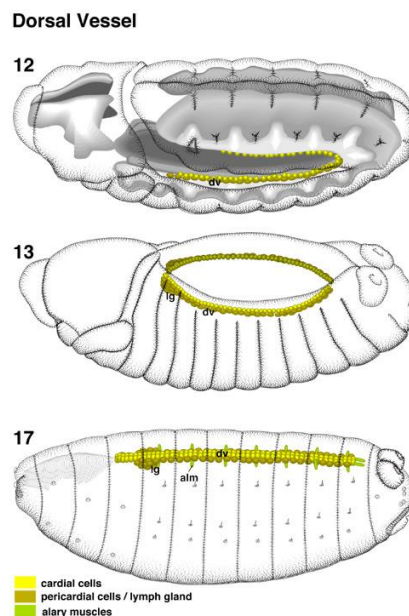 Dorsal Vessel
12
dv
13
lg
dv
17
dv
lg
alm
cardial cells
pericardial cells / lymph gland
alary muscles